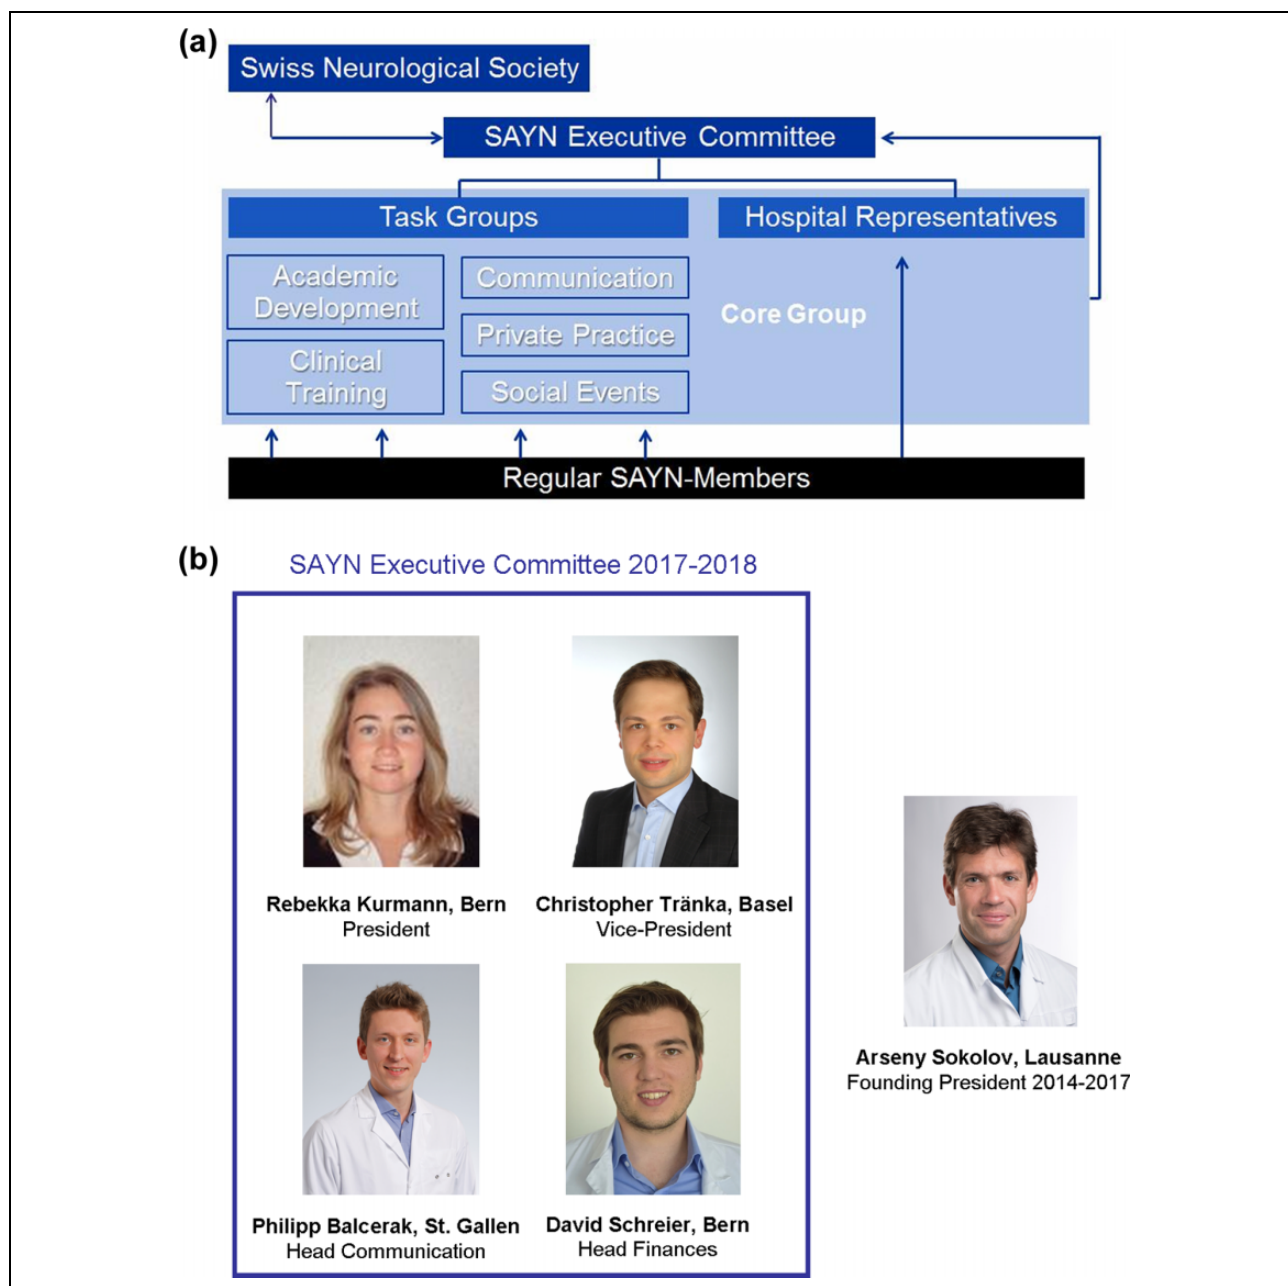 (a)
Swiss Neurological Society
SAYN Executive Committee
Task Groups
Hospital Representatives
Academic
Development
Clinical
Training
Communication
Private Practice
Social Events
Core Group
Regular SAYN-Members
(b)
SAYN Executive Committee 2017-2018
Rebekka Kurmann, Bern
President
Christopher Tränka, Basel
Vice-President
Philipp Balcerak, St. Gallen
Head Communication
David Schreier, Bern
Head Finances
Arseny Sokolov, Lausanne
Founding President 2014-2017